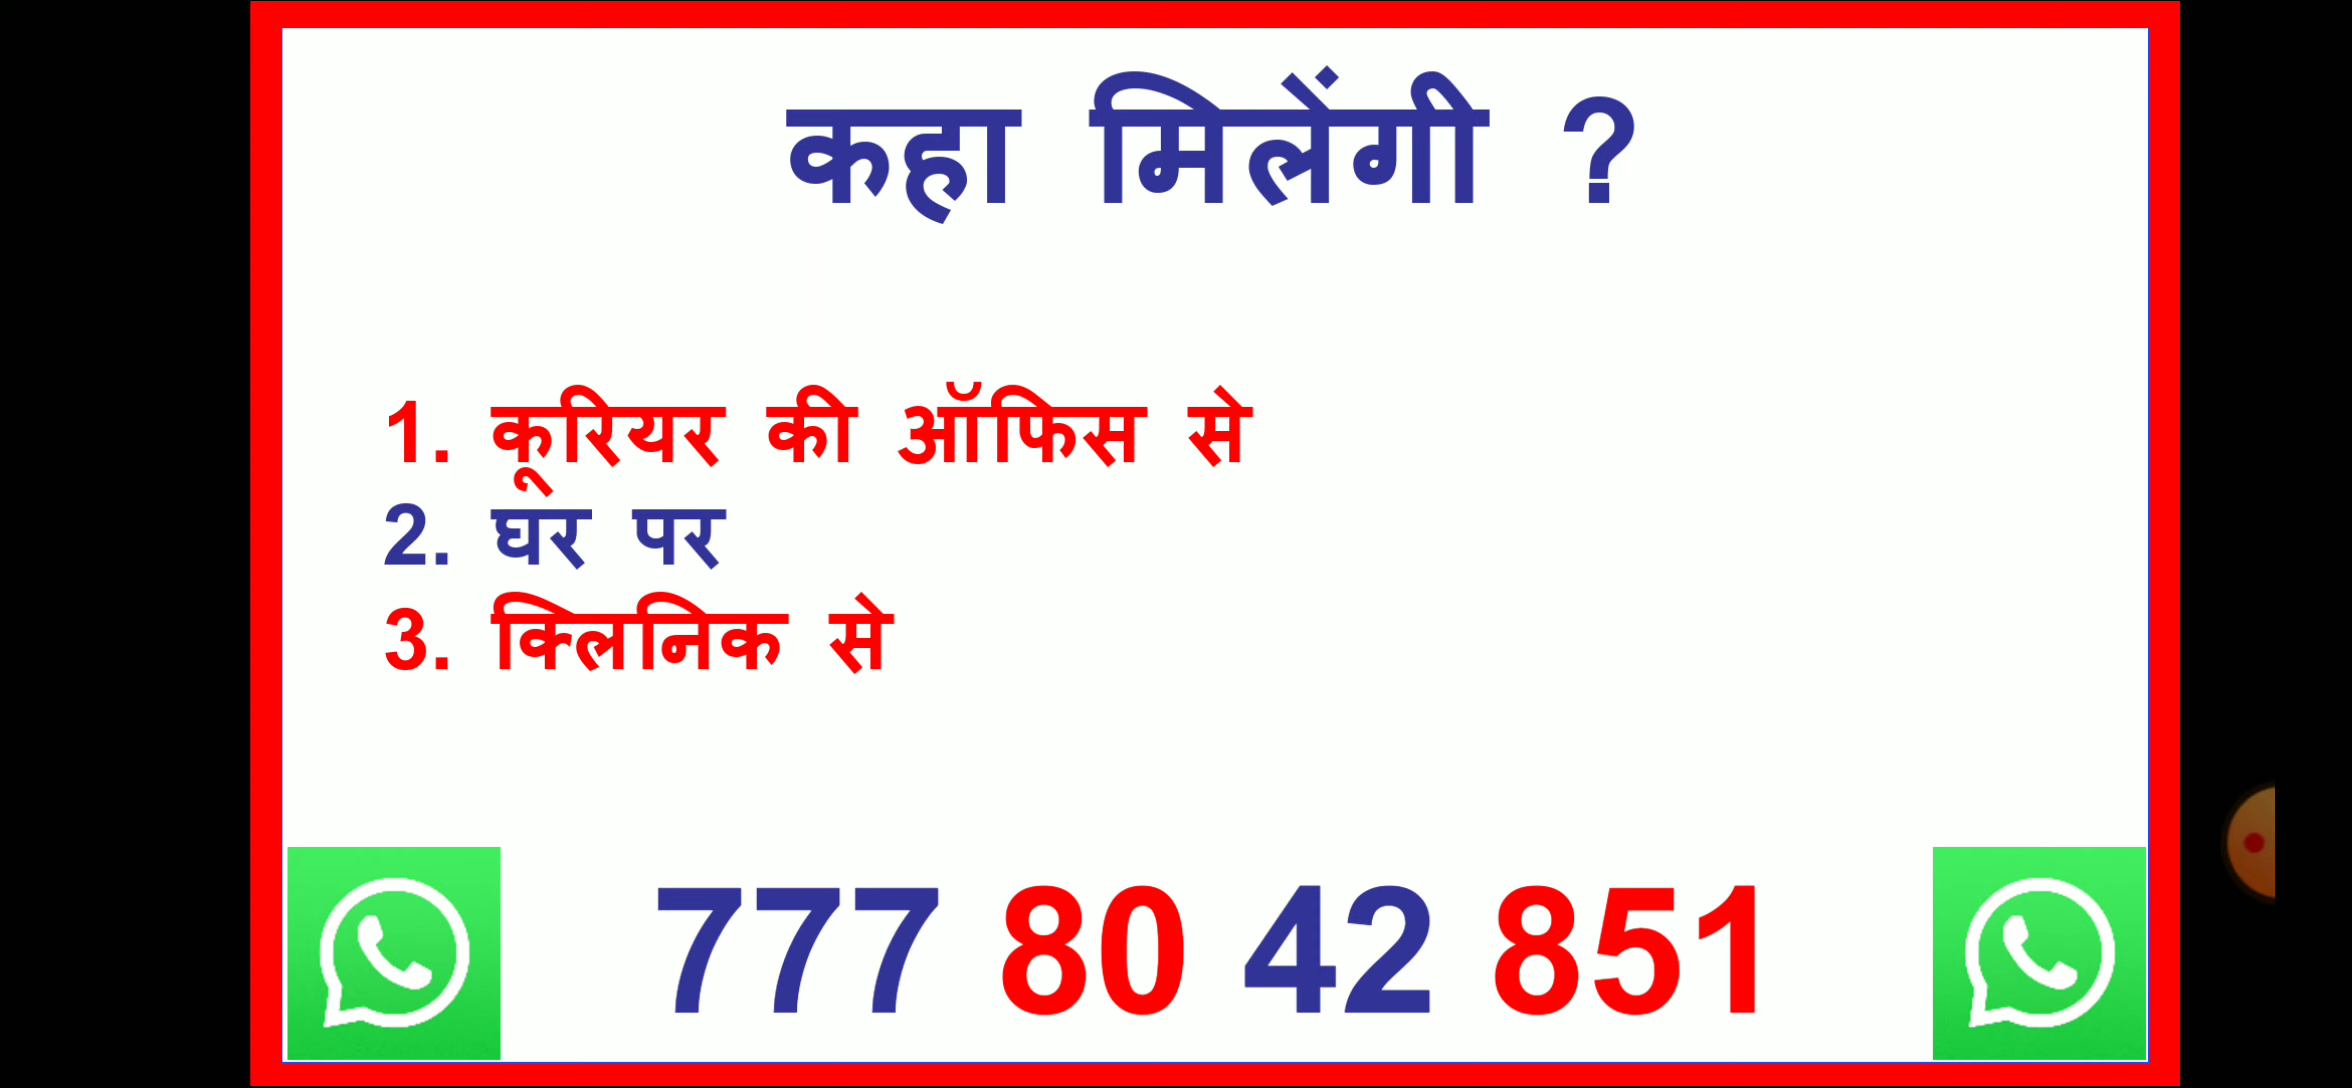 कहा मिलेंगी ?
1. कूरियर की ऑफिस से
2. घर पर
3. क्लिनिक से
777 80 42 851